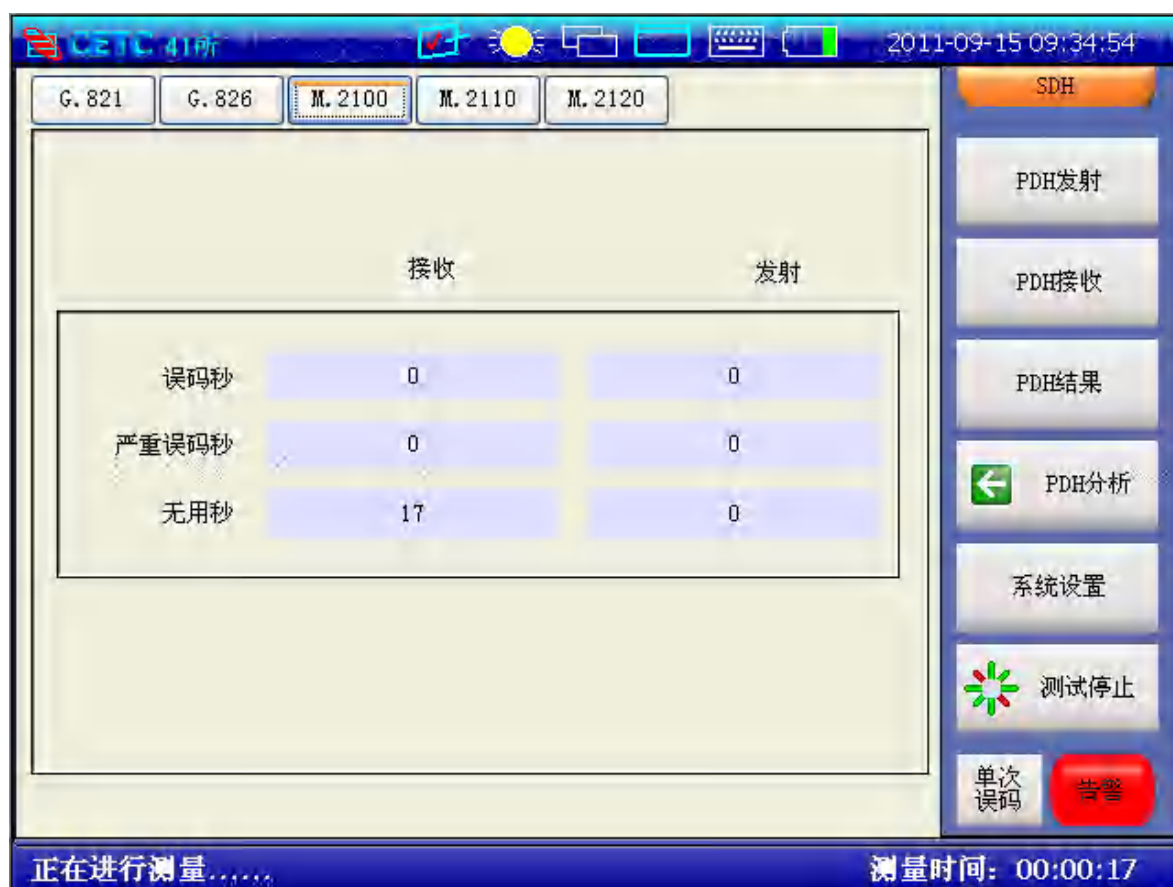 CETC 41所 2011-09-15 09:34:54
G.821 G.826 M.2100 M.2110 M.2120
SDH
PDH发射
PDH接收
PDH结果
PDH分析
系统设置
测试停止
单次
误码
告警
接收 发射
误码秒 0 0
严重误码秒 0 0
无用秒 17 0
正在进行测量...... 测量时间: 00:00:17